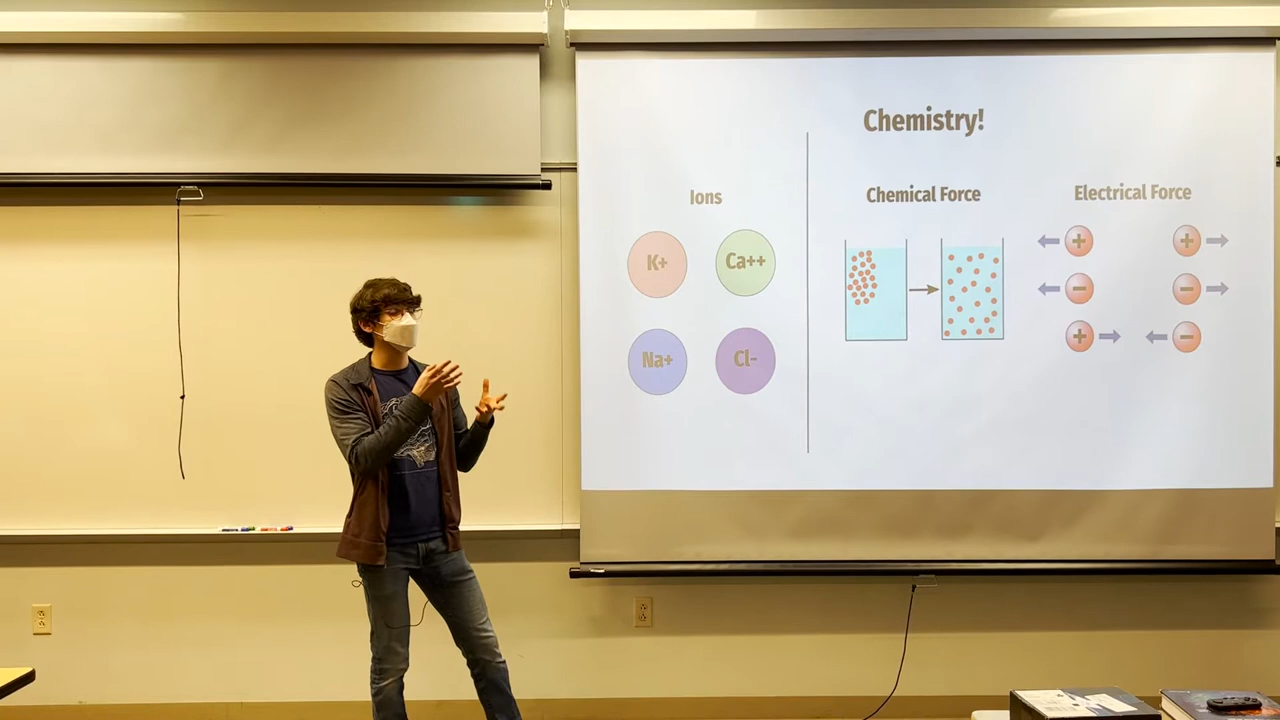 Chemistry!
Ions
Chemical Force
Electrical Force
K+
Ca++
Na+
Cl-
+
+
−
−
+
−